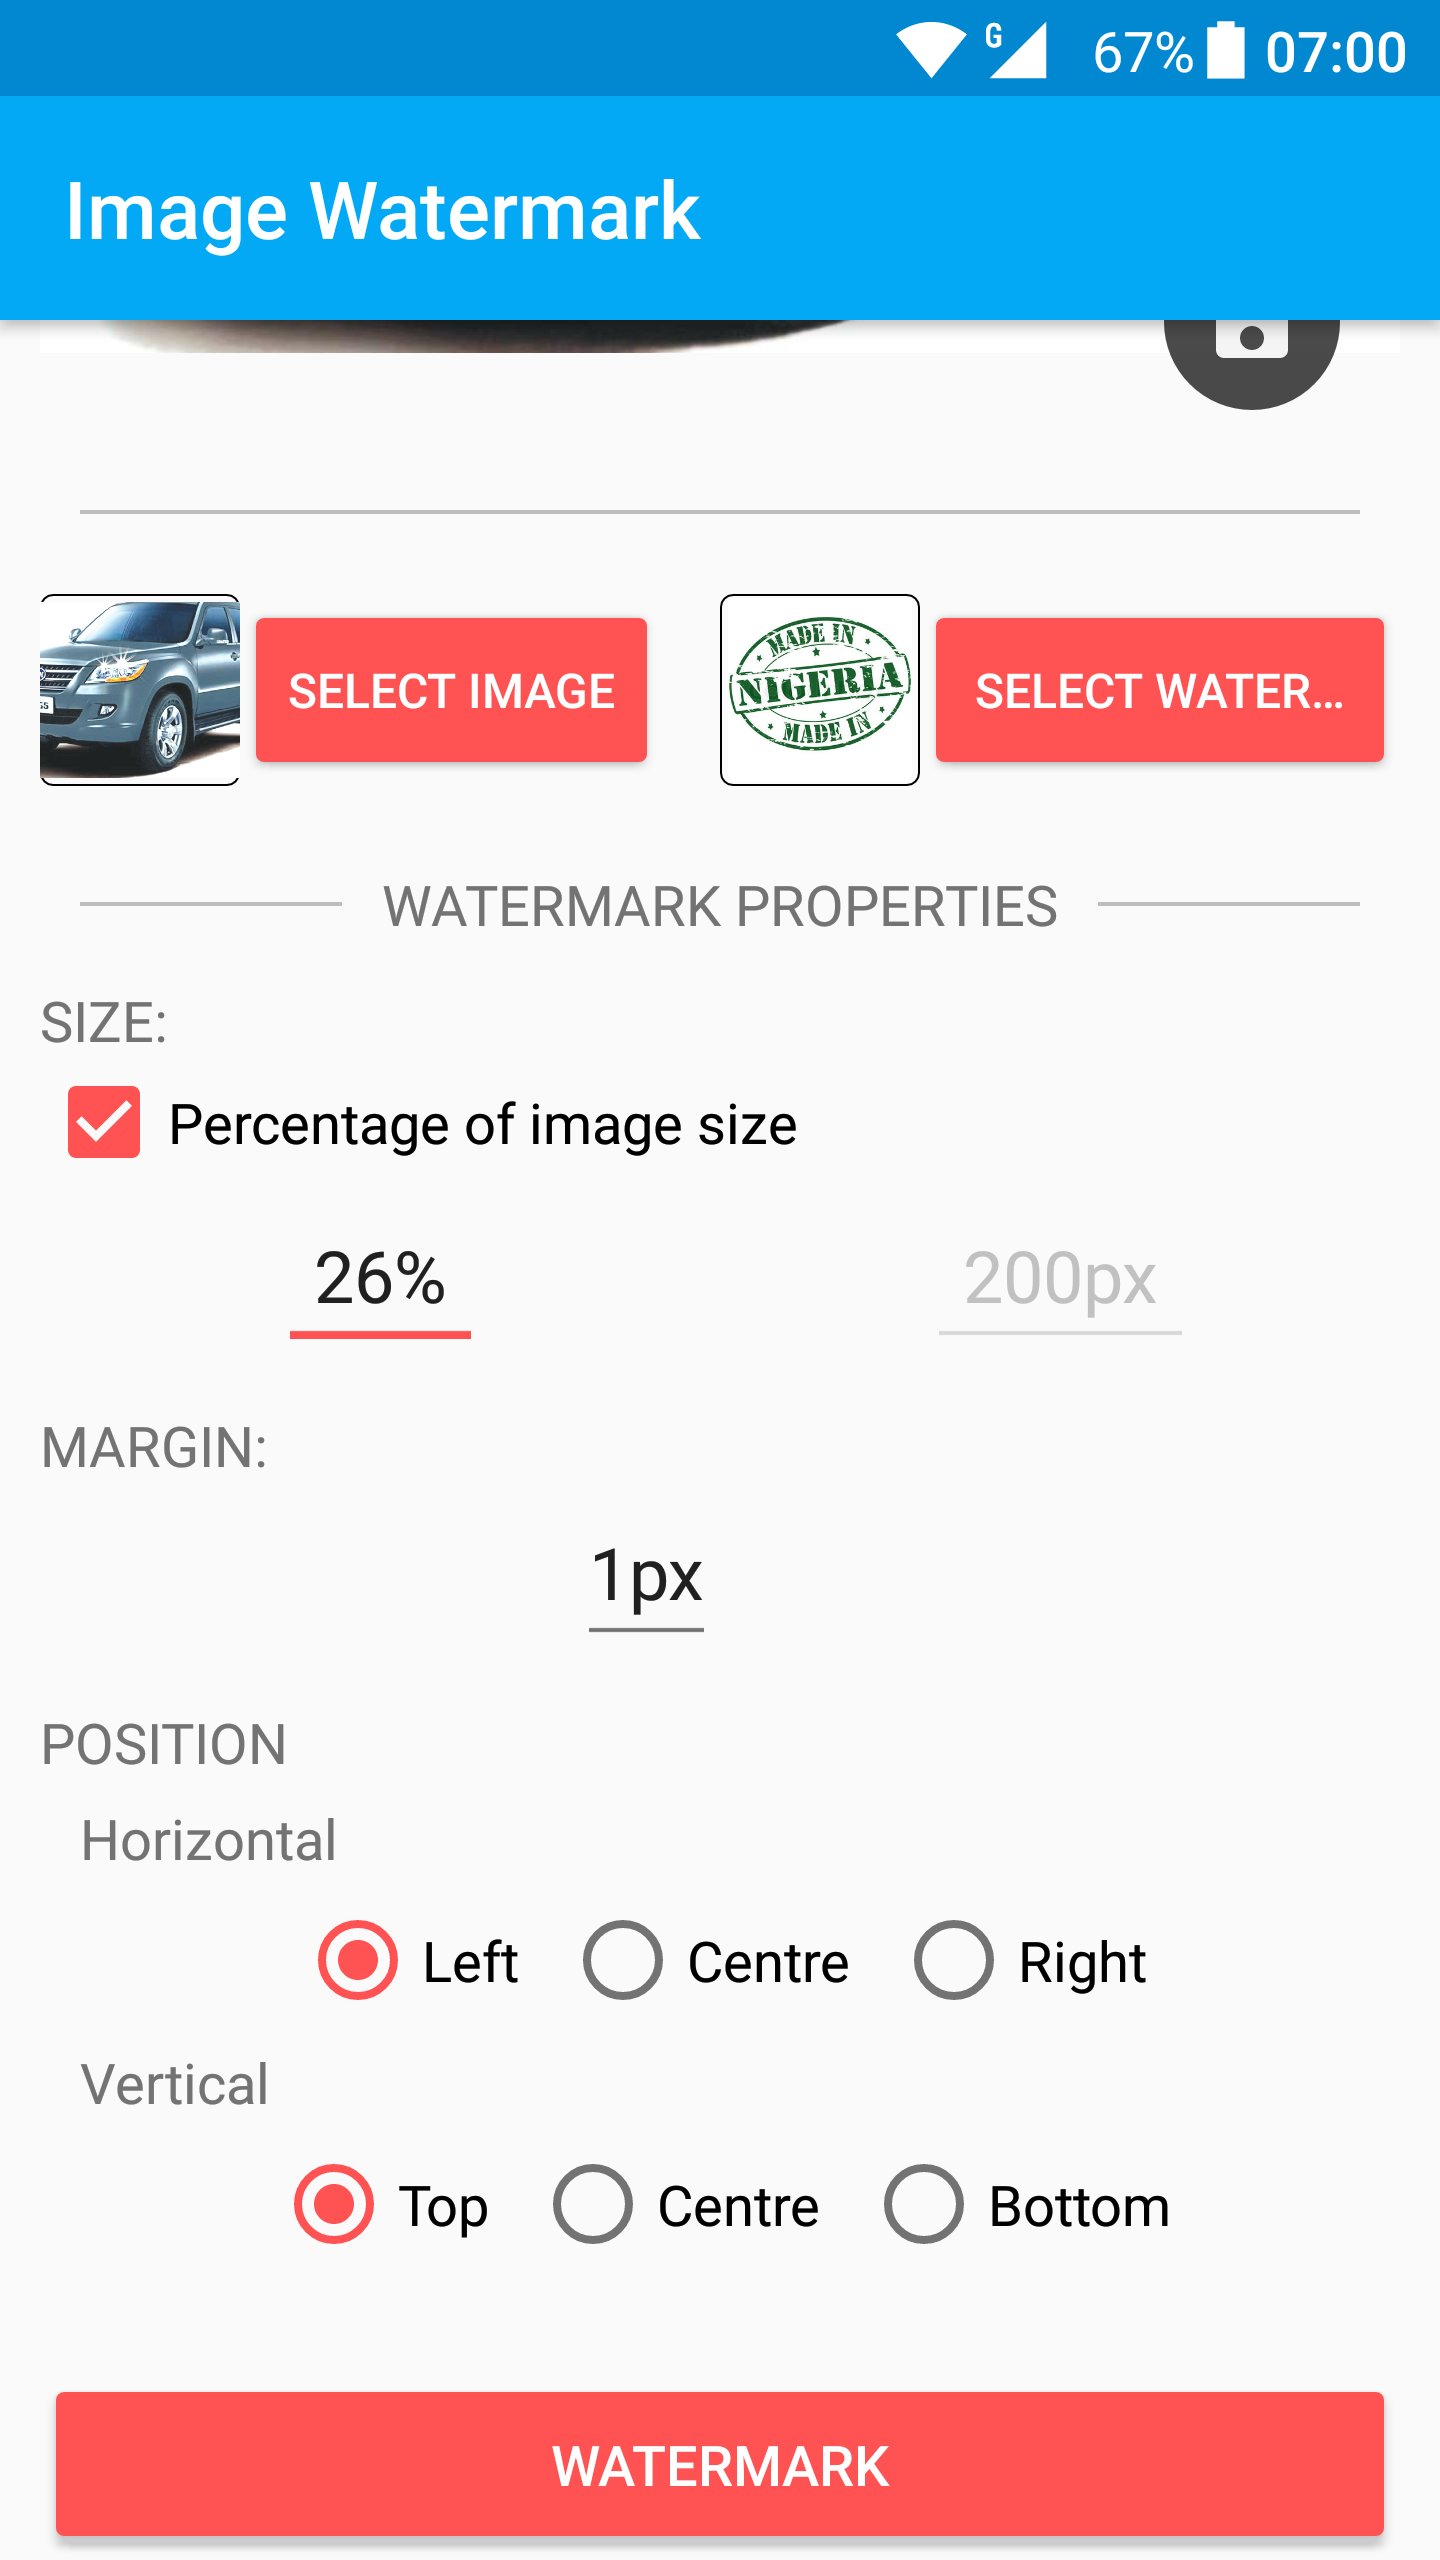 G 67% 07:00
Image Watermark
SELECT IMAGE
MADE IN
NIGERIA
MADE IN
SELECT WATER...
WATERMARK PROPERTIES
SIZE:
Percentage of image size
26% 200px
MARGIN:
1px
POSITION
Horizontal
Left Centre Right
Vertical
Top Centre Bottom
WATERMARK